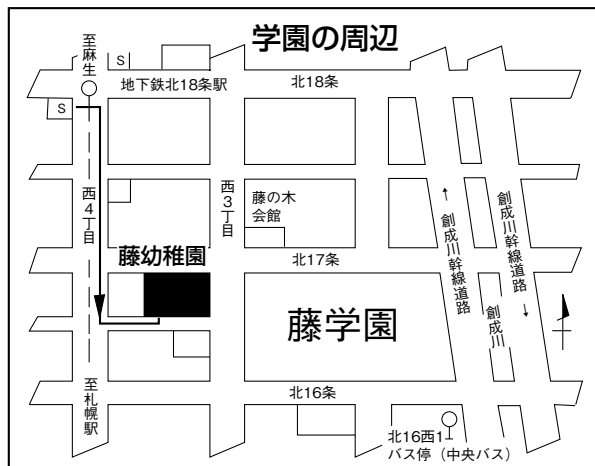 学園の周辺
至麻生
S
地下鉄北18条駅
北18条
S
西4丁目
西3丁目
藤の木
会館
創成川幹線道路
創成川幹線道路
藤幼稚園
北17条
藤学園
創成川
至札幌駅
北16条
北16西1
バス停（中央バス）